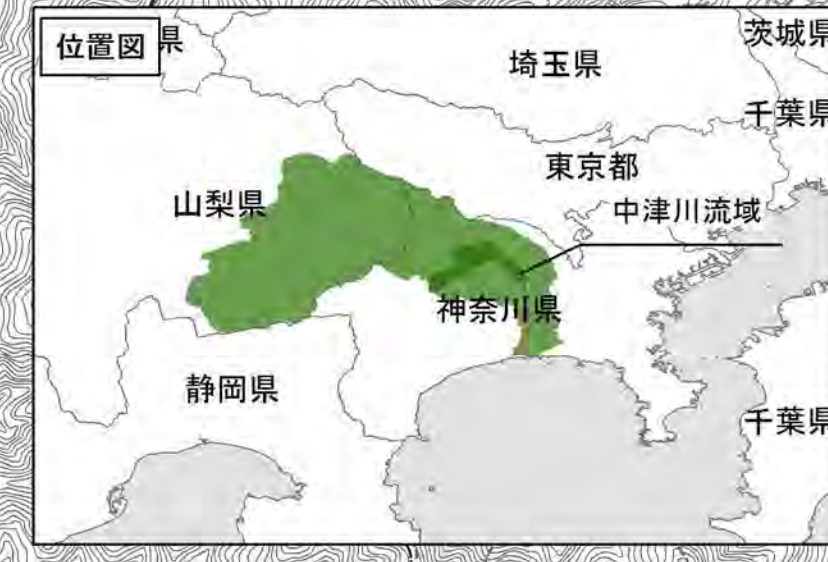 位置図
県
茨城県
埼玉県
千葉県
東京都
山梨県
中津川流域
神奈川県
静岡県
千葉県